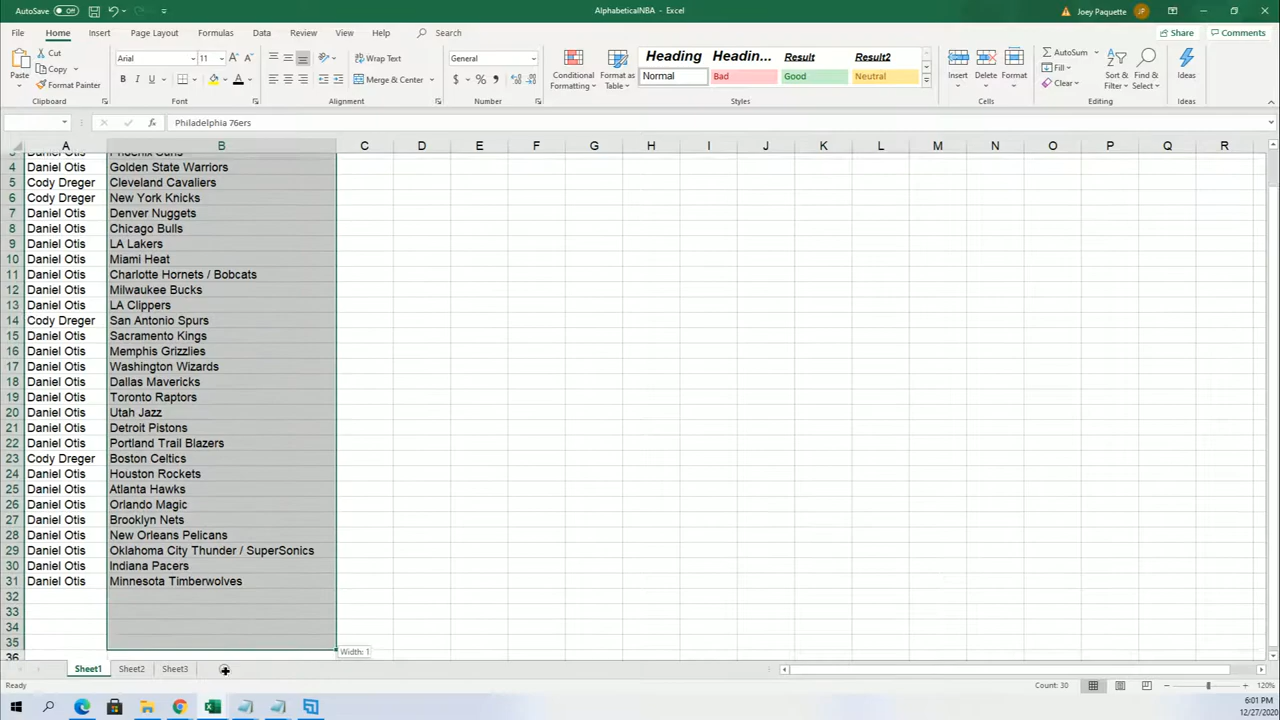 AutoSave Off AlphabeticalNBA - Excel Joey Paquette
File Home Insert Page Layout Formulas Data Review View Help Search Share Comments
Paste Cut Copy Format Painter Clipboard
Arial 11 B I U A Font
Wrap Text Merge & Center Alignment
General $ % Number
Conditional Formatting Format as Table
Heading Headin... Result Result2
Normal Bad Good Neutral
Styles
Insert Delete Format Cells
AutoSum Fill Clear Sort & Filter Find & Select Editing
Ideas Ideas
fx Philadelphia 76ers
A B C D E F G H I J K L M N O P Q R
4 Daniel Otis Golden State Warriors
5 Cody Dreger Cleveland Cavaliers
6 Cody Dreger New York Knicks
7 Daniel Otis Denver Nuggets
8 Daniel Otis Chicago Bulls
9 Daniel Otis LA Lakers
10 Daniel Otis Miami Heat
11 Daniel Otis Charlotte Hornets / Bobcats
12 Daniel Otis Milwaukee Bucks
13 Daniel Otis LA Clippers
14 Cody Dreger San Antonio Spurs
15 Daniel Otis Sacramento Kings
16 Daniel Otis Memphis Grizzlies
17 Daniel Otis Washington Wizards
18 Daniel Otis Dallas Mavericks
19 Daniel Otis Toronto Raptors
20 Daniel Otis Utah Jazz
21 Daniel Otis Detroit Pistons
22 Daniel Otis Portland Trail Blazers
23 Cody Dreger Boston Celtics
24 Daniel Otis Houston Rockets
25 Daniel Otis Atlanta Hawks
26 Daniel Otis Orlando Magic
27 Daniel Otis Brooklyn Nets
28 Daniel Otis New Orleans Pelicans
29 Daniel Otis Oklahoma City Thunder / SuperSonics
30 Daniel Otis Indiana Pacers
31 Daniel Otis Minnesota Timberwolves
32
33
34
35
36
Width: 1
Sheet1 Sheet2 Sheet3
Ready Count: 30 120%
6:01 PM
12/27/2020